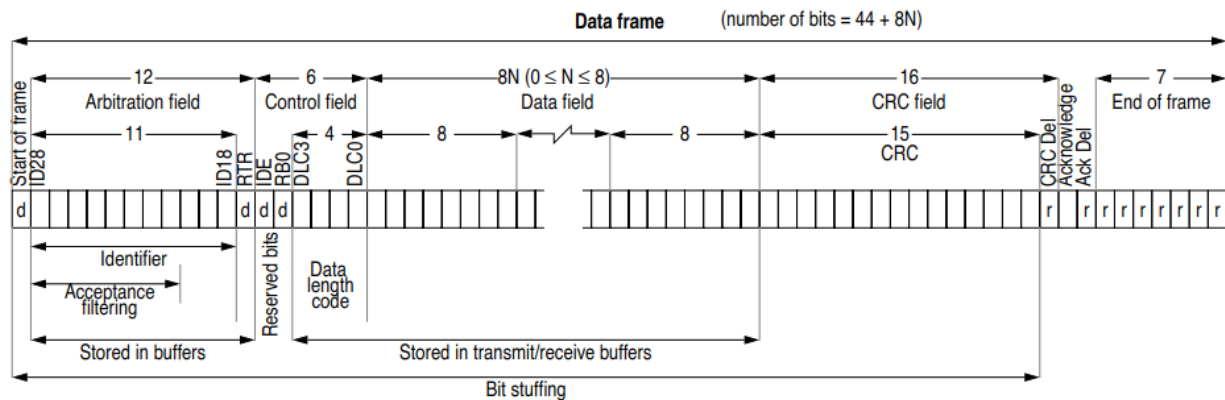 Data frame (number of bits = 44 + 8N)
12 6 8N (0 ≤ N ≤ 8) 16 7
Arbitration field Control field Data field CRC field End of frame
11 4 8 8 15
CRC
Start of frame
ID28
ID18
RTR
IDE
RB0
DLC3
DLC0
CRC Del
Acknowledge
Ack Del
d d d d r r r r r r r r r
Identifier
Acceptance
filtering
Reserved bits
Data
length
code
Stored in buffers Stored in transmit/receive buffers
Bit stuffing